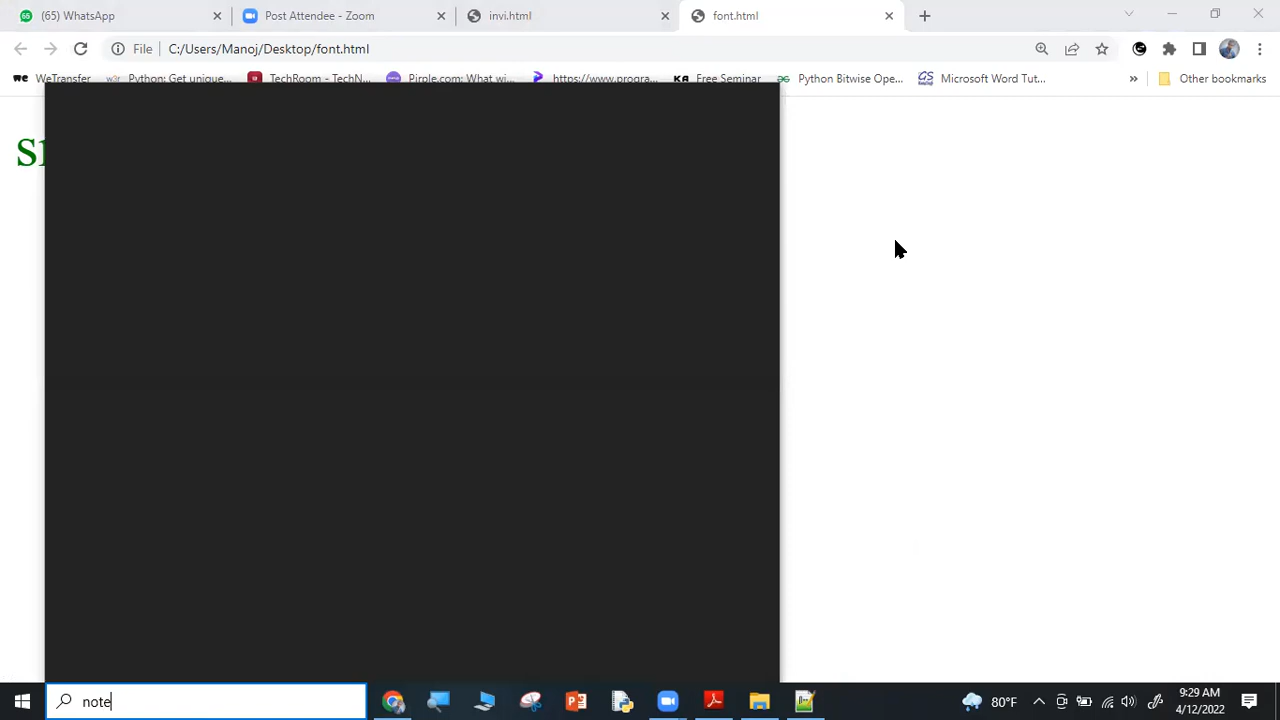 (65) WhatsApp
Post Attendee - Zoom
invi.html
font.html
File
C:/Users/Manoj/Desktop/font.html
WeTransfer
Python: Get unique...
TechRoom - TechN...
Pirple.com: What wi...
https://www.progra...
KA Free Seminar
Python Bitwise Ope...
Microsoft Word Tut...
»
Other bookmarks
note
80°F
9:29 AM
4/12/2022